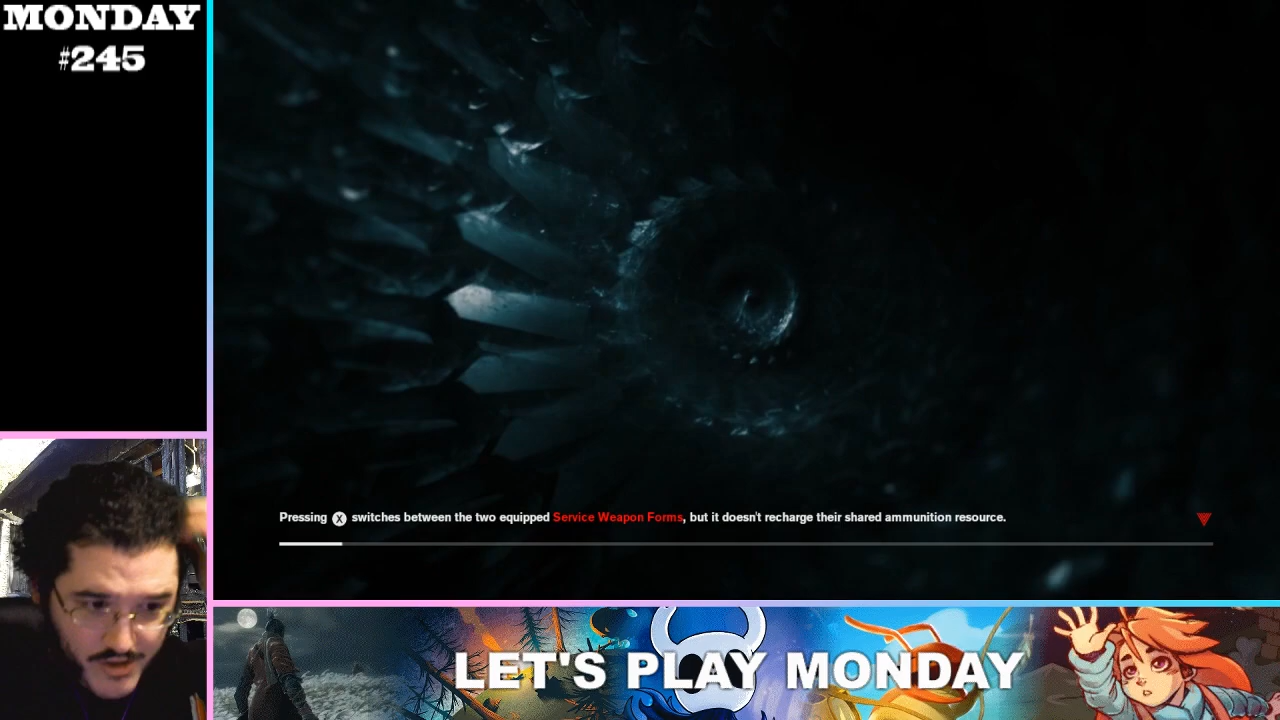 MONDAY
#245
Pressing X switches between the two equipped Service Weapon Forms, but it doesn't recharge their shared ammunition resource.
LET'S PLAY MONDAY